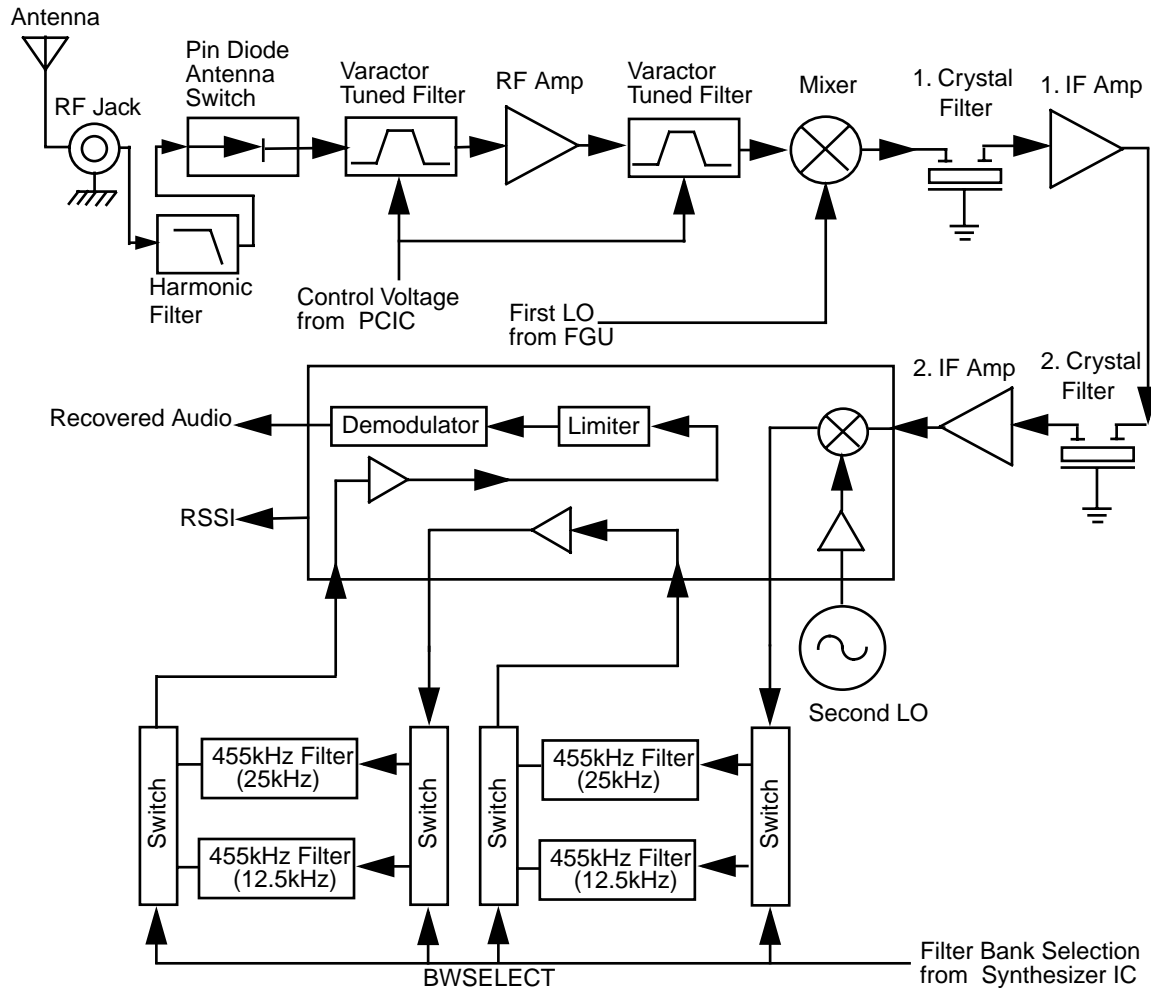 Antenna
Pin Diode
Antenna
Switch
Varactor
Tuned Filter
RF Amp
Varactor
Tuned Filter
Mixer
1. Crystal
Filter
1. IF Amp
RF Jack
Harmonic
Filter
Control Voltage
from PCIC
First LO
from FGU
2. IF Amp
2. Crystal
Filter
Recovered Audio
Demodulator
Limiter
RSSI
Second LO
Switch
455kHz Filter
(25kHz)
455kHz Filter
(12.5kHz)
Switch
Switch
455kHz Filter
(25kHz)
455kHz Filter
(12.5kHz)
Switch
BWSELECT
Filter Bank Selection
from Synthesizer IC